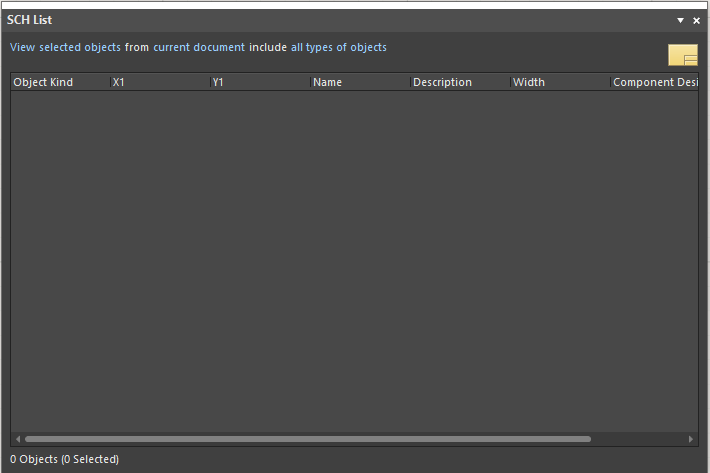 SCH List
View selected objects from current document include all types of objects
Object Kind X1 Y1 Name Description Width Component Desi
0 Objects (0 Selected)